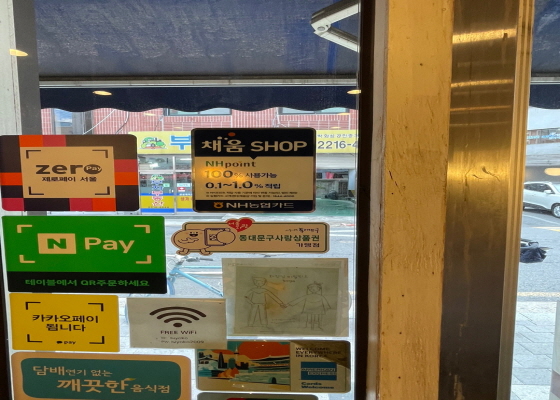 zero Pay
제로페이 서울
채움 SHOP
NHpoint
100% 사용가능
0.1~1.0% 적립
NH농협카드
2216-4
N Pay
테이블에서 QR주문하세요
동대문구사랑상품권
가맹점
카카오페이
됩니다
pay
FREE WIFI
담배연기 없는
깨끗한 음식점